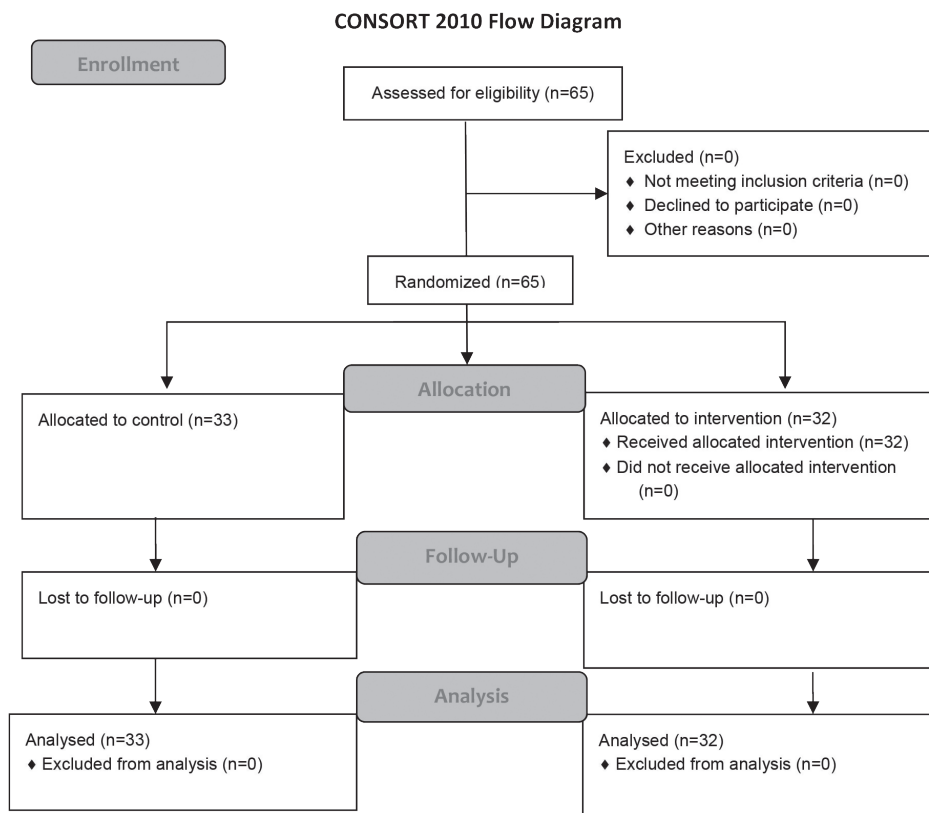 CONSORT 2010 Flow Diagram
Enrollment
Assessed for eligibility (n=65)
Excluded (n=0)
♦ Not meeting inclusion criteria (n=0)
♦ Declined to participate (n=0)
♦ Other reasons (n=0)
Randomized (n=65)
Allocation
Allocated to control (n=33)
Allocated to intervention (n=32)
♦ Received allocated intervention (n=32)
♦ Did not receive allocated intervention
(n=0)
Follow-Up
Lost to follow-up (n=0)
Lost to follow-up (n=0)
Analysis
Analysed (n=33)
♦ Excluded from analysis (n=0)
Analysed (n=32)
♦ Excluded from analysis (n=0)